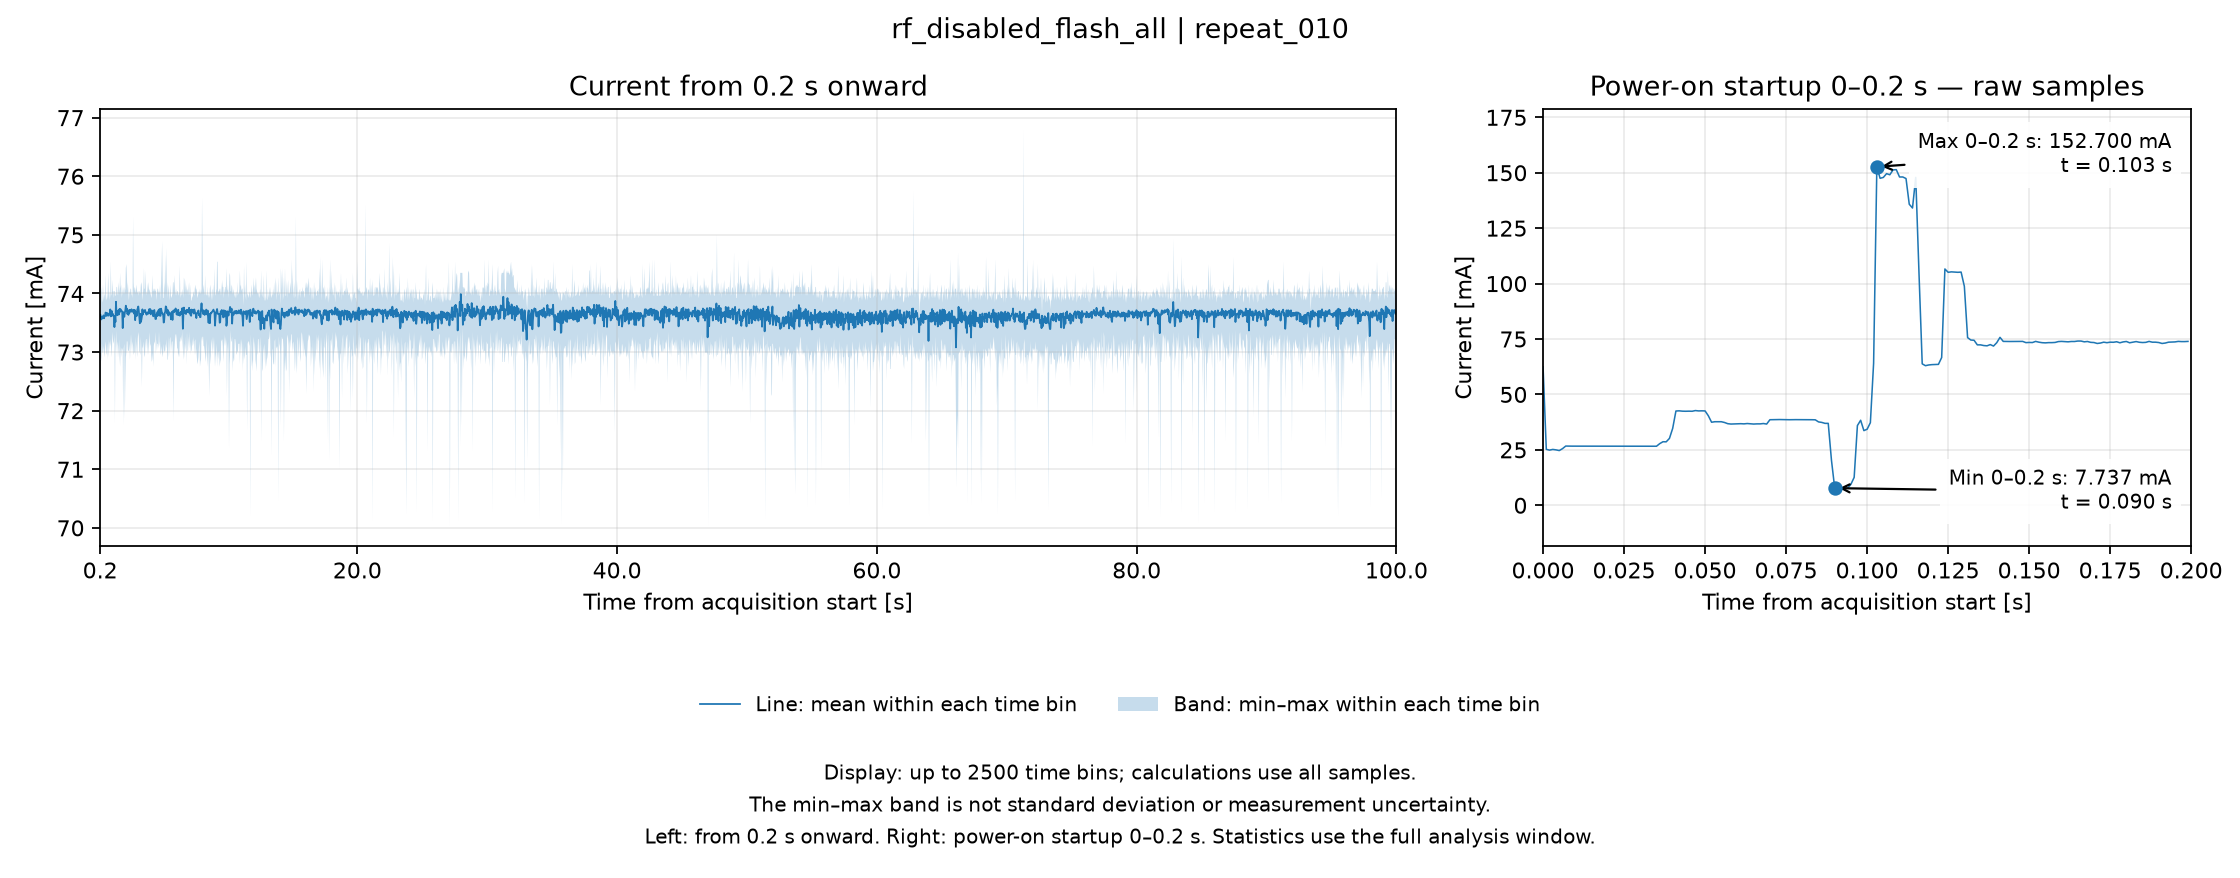 rf_disabled_flash_all | repeat_010
Current from 0.2 s onward
Power-on startup 0–0.2 s — raw samples
77
76
75
74
73
72
71
70
Current [mA]
0.2
20.0
40.0
60.0
80.0
100.0
Time from acquisition start [s]
175
150
125
100
75
50
25
0
Current [mA]
Max 0–0.2 s: 152.700 mA
t = 0.103 s
Min 0–0.2 s: 7.737 mA
t = 0.090 s
0.000
0.025
0.050
0.075
0.100
0.125
0.150
0.175
0.200
Time from acquisition start [s]
Line: mean within each time bin
Band: min–max within each time bin
Display: up to 2500 time bins; calculations use all samples.
The min–max band is not standard deviation or measurement uncertainty.
Left: from 0.2 s onward. Right: power-on startup 0–0.2 s. Statistics use the full analysis window.